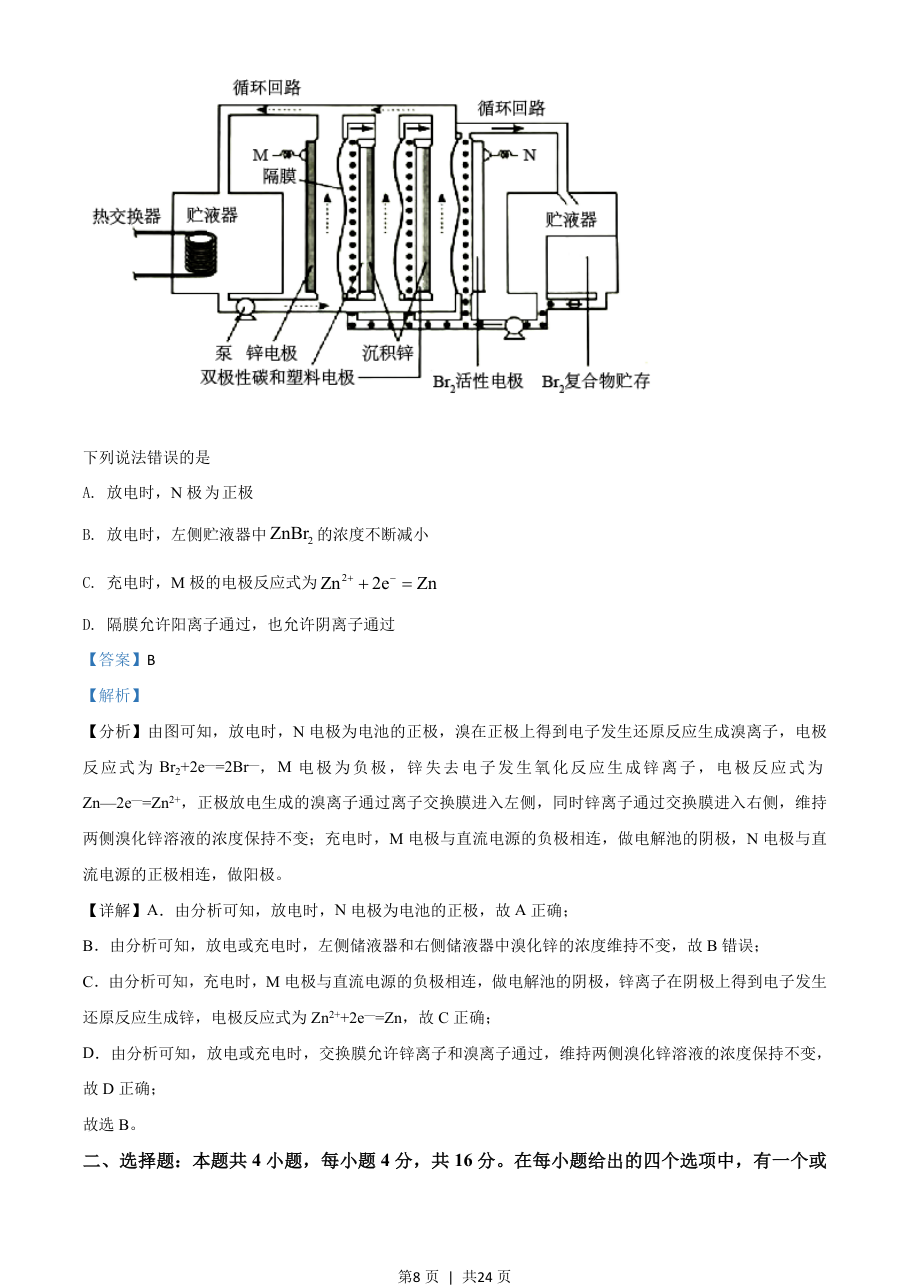 循环回路
循环回路
M
N
隔膜
热交换器
贮液器
贮液器
泵
锌电极
沉积锌
双极性碳和塑料电极
Br₂活性电极
Br₂复合物贮存
下列说法错误的是
A. 放电时，N 极为正极
B. 放电时，左侧贮液器中ZnBr₂的浓度不断减小
C. 充电时，M 极的电极反应式为Zn²⁺+2e⁻=Zn
D. 隔膜允许阳离子通过，也允许阴离子通过
【答案】B
【解析】
【分析】由图可知，放电时，N 电极为电池的正极，溴在正极上得到电子发生还原反应生成溴离子，电极
反应式为 Br₂+2e—=2Br—，M 电极为负极，锌失去电子发生氧化反应生成锌离子，电极反应式为
Zn—2e—=Zn²⁺，正极放电生成的溴离子通过离子交换膜进入左侧，同时锌离子通过交换膜进入右侧，维持
两侧溴化锌溶液的浓度保持不变；充电时，M 电极与直流电源的负极相连，做电解池的阴极，N 电极与直
流电源的正极相连，做阳极。
【详解】A．由分析可知，放电时，N 电极为电池的正极，故 A 正确；
B．由分析可知，放电或充电时，左侧储液器和右侧储液器中溴化锌的浓度维持不变，故 B 错误；
C．由分析可知，充电时，M 电极与直流电源的负极相连，做电解池的阴极，锌离子在阴极上得到电子发生
还原反应生成锌，电极反应式为 Zn²⁺+2e—=Zn，故 C 正确；
D．由分析可知，放电或充电时，交换膜允许锌离子和溴离子通过，维持两侧溴化锌溶液的浓度保持不变，
故 D 正确；
故选 B。
二、选择题：本题共 4 小题，每小题 4 分，共 16 分。在每小题给出的四个选项中，有一个或
第8 页 | 共24 页